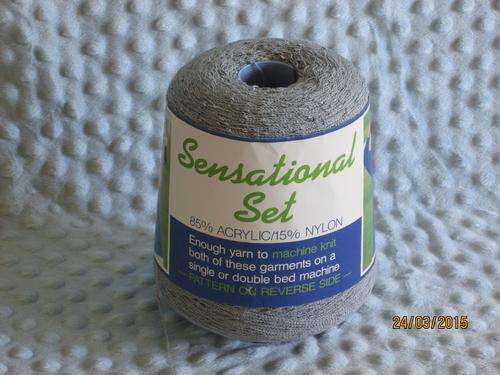 Sensational
Set
85% ACRYLIC/15% NYLON
Enough yarn to machine knit
both of these garments on a
single or double bed machine
— PATTERN ON REVERSE SIDE —
24/03/2015